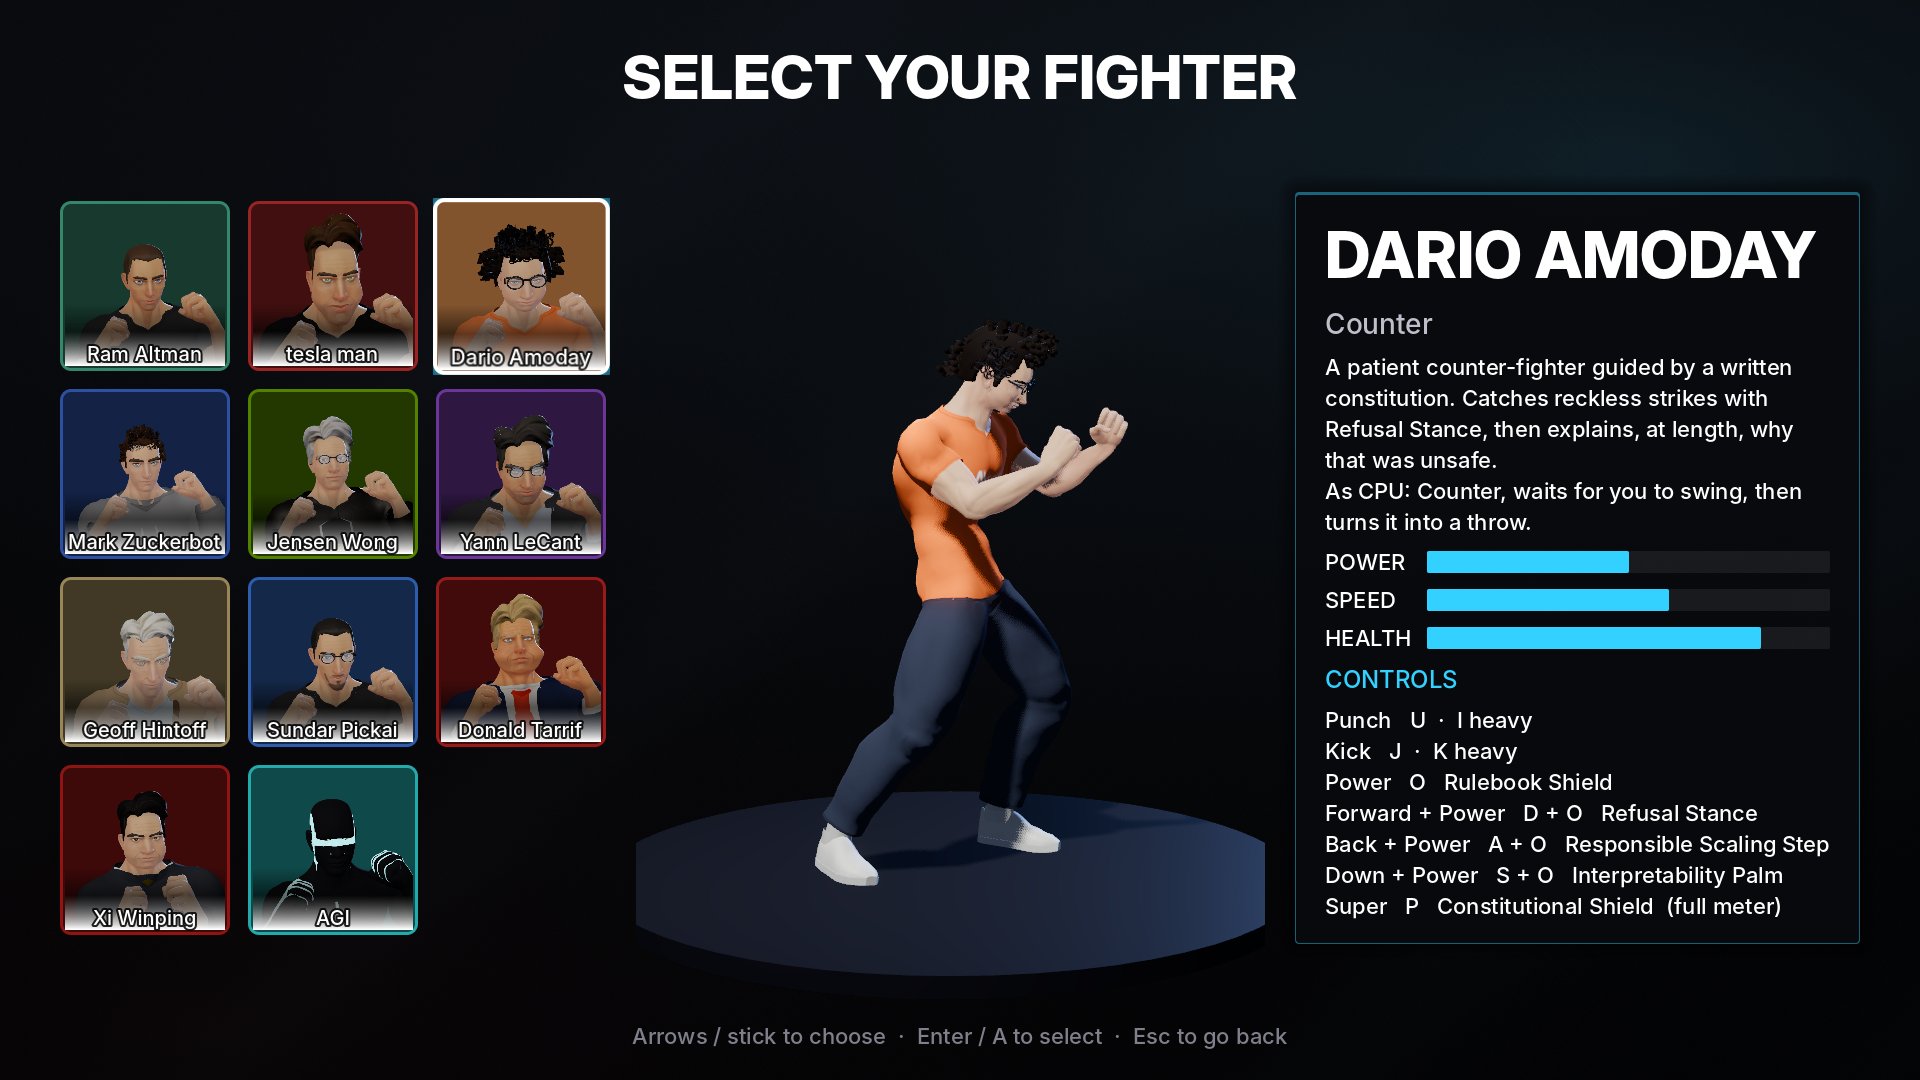 SELECT YOUR FIGHTER
Ram Altman
tesla man
Dario Amoday
Mark Zuckerbot
Jensen Wong
Yann LeCant
Geoff Hintoff
Sundar Pickai
Donald Tarrif
Xi Winping
AGI
DARIO AMODAY
Counter
A patient counter-fighter guided by a written
constitution. Catches reckless strikes with
Refusal Stance, then explains, at length, why
that was unsafe.
As CPU: Counter, waits for you to swing, then
turns it into a throw.
POWER
SPEED
HEALTH
CONTROLS
Punch U · I heavy
Kick J · K heavy
Power O Rulebook Shield
Forward + Power D + O Refusal Stance
Back + Power A + O Responsible Scaling Step
Down + Power S + O Interpretability Palm
Super P Constitutional Shield (full meter)
Arrows / stick to choose · Enter / A to select · Esc to go back